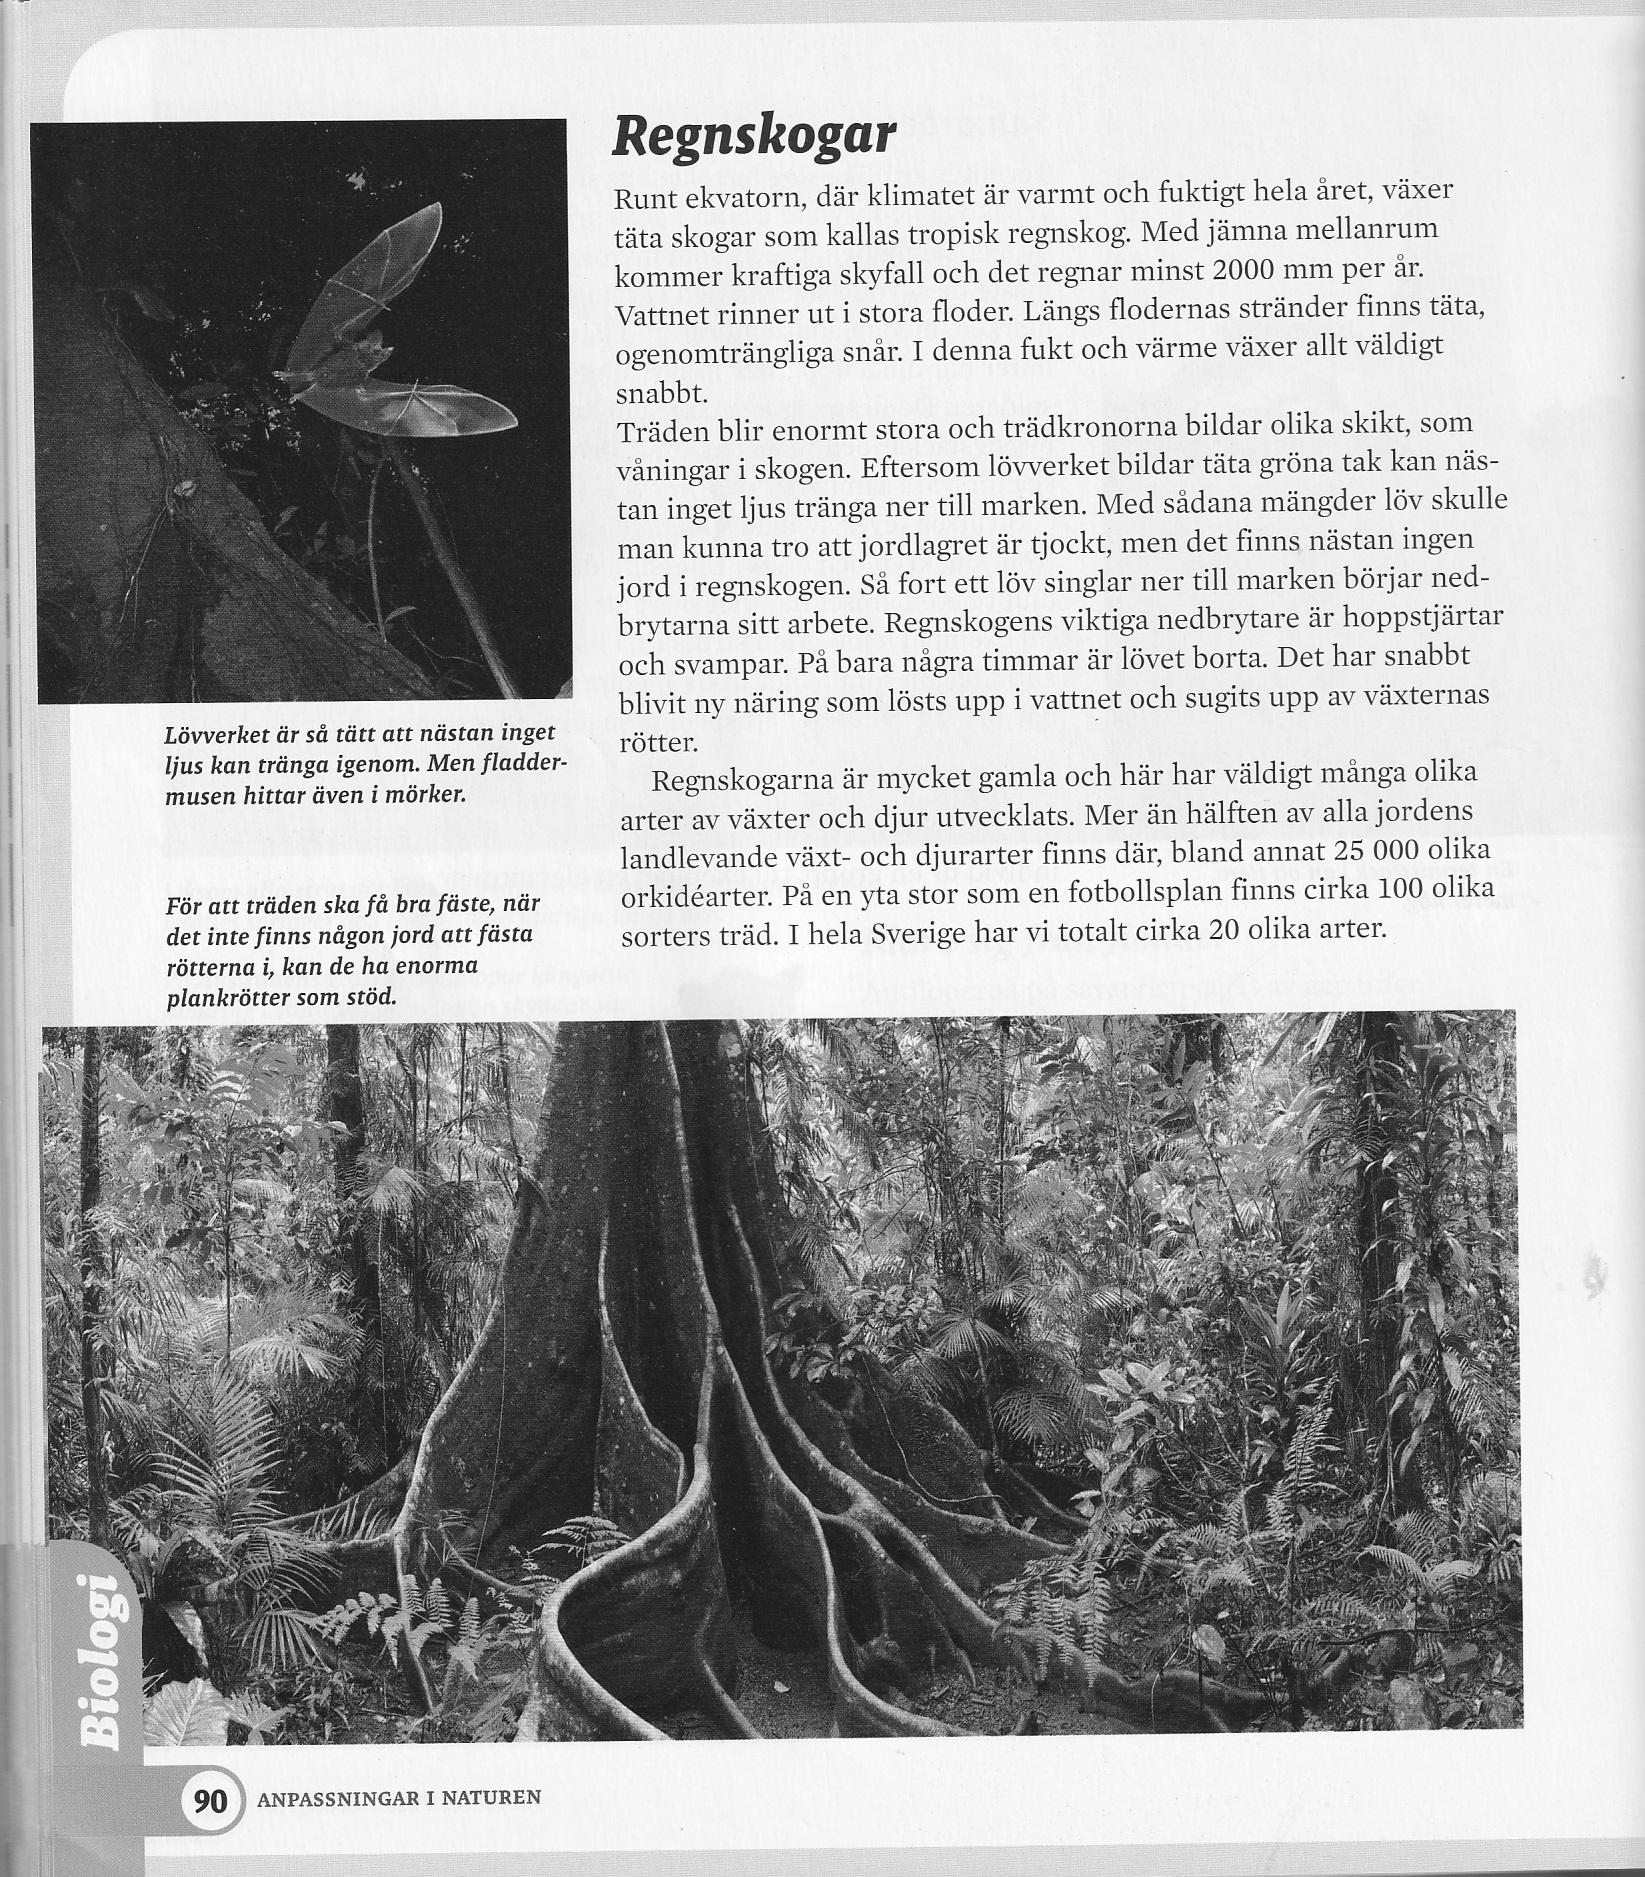 Regnskogar
Runt ekvatorn, där klimatet är varmt och fuktigt hela året, växer
täta skogar som kallas tropisk regnskog. Med jämna mellanrum
kommer kraftiga skyfall och det regnar minst 2000 mm per år.
Vattnet rinner ut i stora floder. Längs flodernas stränder finns täta,
ogenomträngliga snår. I denna fukt och värme växer allt väldigt
snabbt.
Träden blir enormt stora och trädkronorna bildar olika skikt, som
våningar i skogen. Eftersom lövverket bildar täta gröna tak kan näs-
tan inget ljus tränga ner till marken. Med sådana mängder löv skulle
man kunna tro att jordlagret är tjockt, men det finns nästan ingen
jord i regnskogen. Så fort ett löv singlar ner till marken börjar ned-
brytarna sitt arbete. Regnskogens viktiga nedbrytare är hoppstjärtar
och svampar. På bara några timmar är lövet borta. Det har snabbt
blivit ny näring som lösts upp i vattnet och sugits upp av växternas
rötter.
Regnskogarna är mycket gamla och här har väldigt många olika
arter av växter och djur utvecklats. Mer än hälften av alla jordens
landlevande växt- och djurarter finns där, bland annat 25 000 olika
orkidéarter. På en yta stor som en fotbollsplan finns cirka 100 olika
sorters träd. I hela Sverige har vi totalt cirka 20 olika arter.
Lövverket är så tätt att nästan inget
ljus kan tränga igenom. Men fladder-
musen hittar även i mörker.
För att träden ska få bra fäste, när
det inte finns någon jord att fästa
rötterna i, kan de ha enorma
plankrötter som stöd.
Biologi
90 ANPASSNINGAR I NATUREN